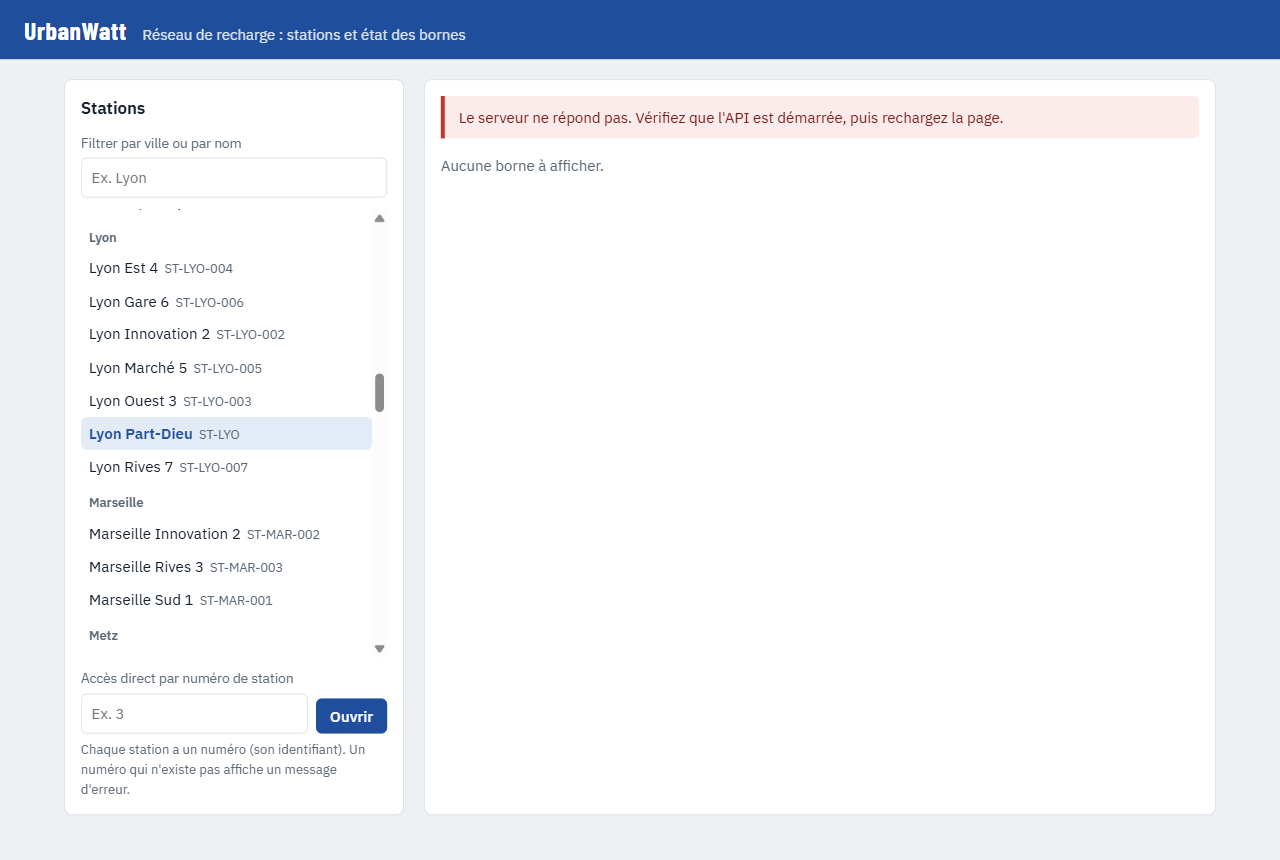 UrbanWatt
Réseau de recharge : stations et état des bornes
Stations
Filtrer par ville ou par nom
Ex. Lyon
Lyon
Lyon Est 4 ST-LYO-004
Lyon Gare 6 ST-LYO-006
Lyon Innovation 2 ST-LYO-002
Lyon Marché 5 ST-LYO-005
Lyon Ouest 3 ST-LYO-003
Lyon Part-Dieu ST-LYO
Lyon Rives 7 ST-LYO-007
Marseille
Marseille Innovation 2 ST-MAR-002
Marseille Rives 3 ST-MAR-003
Marseille Sud 1 ST-MAR-001
Metz
Accès direct par numéro de station
Ex. 3
Ouvrir
Chaque station a un numéro (son identifiant). Un
numéro qui n'existe pas affiche un message
d'erreur.
Le serveur ne répond pas. Vérifiez que l'API est démarrée, puis rechargez la page.
Aucune borne à afficher.